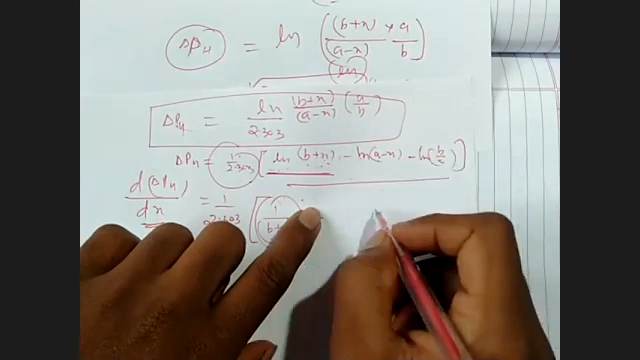 ΔpH = ln ( (b+x) × a / (a-x) b )
(ln)
ΔPH = ln/2.303 (b+x)/(a-x) (a/b)
ΔPH = 1/2.303 [ ln (b+x) - ln(a-x) - ln( ) ]
d(ΔPH)/dx = 1/2.303 [ 1/b+